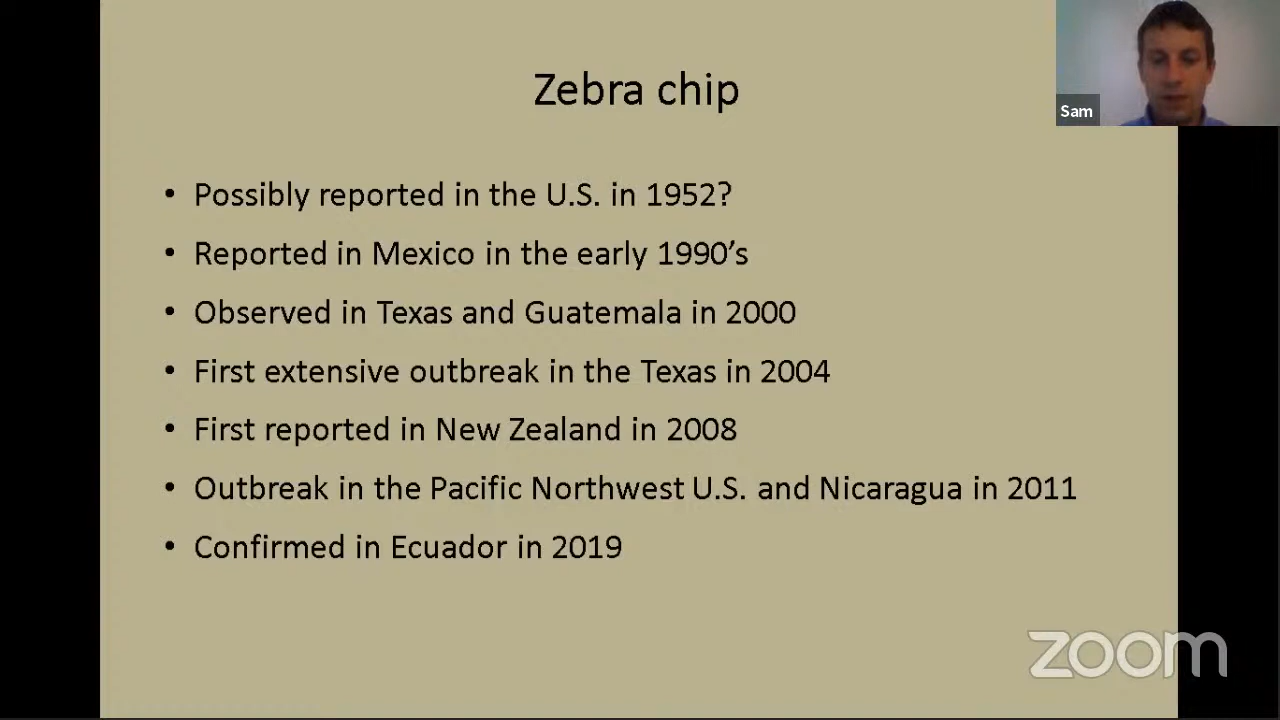 Zebra chip
Sam
• Possibly reported in the U.S. in 1952?
• Reported in Mexico in the early 1990’s
• Observed in Texas and Guatemala in 2000
• First extensive outbreak in the Texas in 2004
• First reported in New Zealand in 2008
• Outbreak in the Pacific Northwest U.S. and Nicaragua in 2011
• Confirmed in Ecuador in 2019
zoom